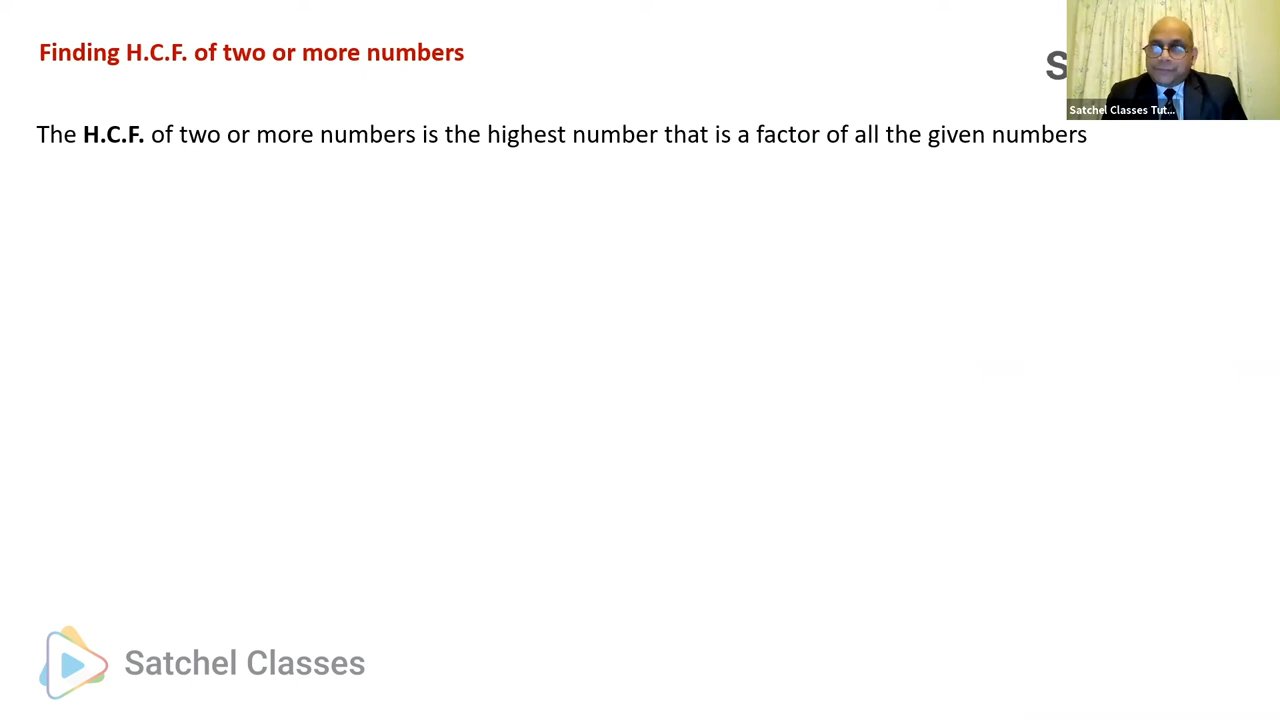 Finding H.C.F. of two or more numbers
S
Satchel Classes Tut...
The H.C.F. of two or more numbers is the highest number that is a factor of all the given numbers
Satchel Classes